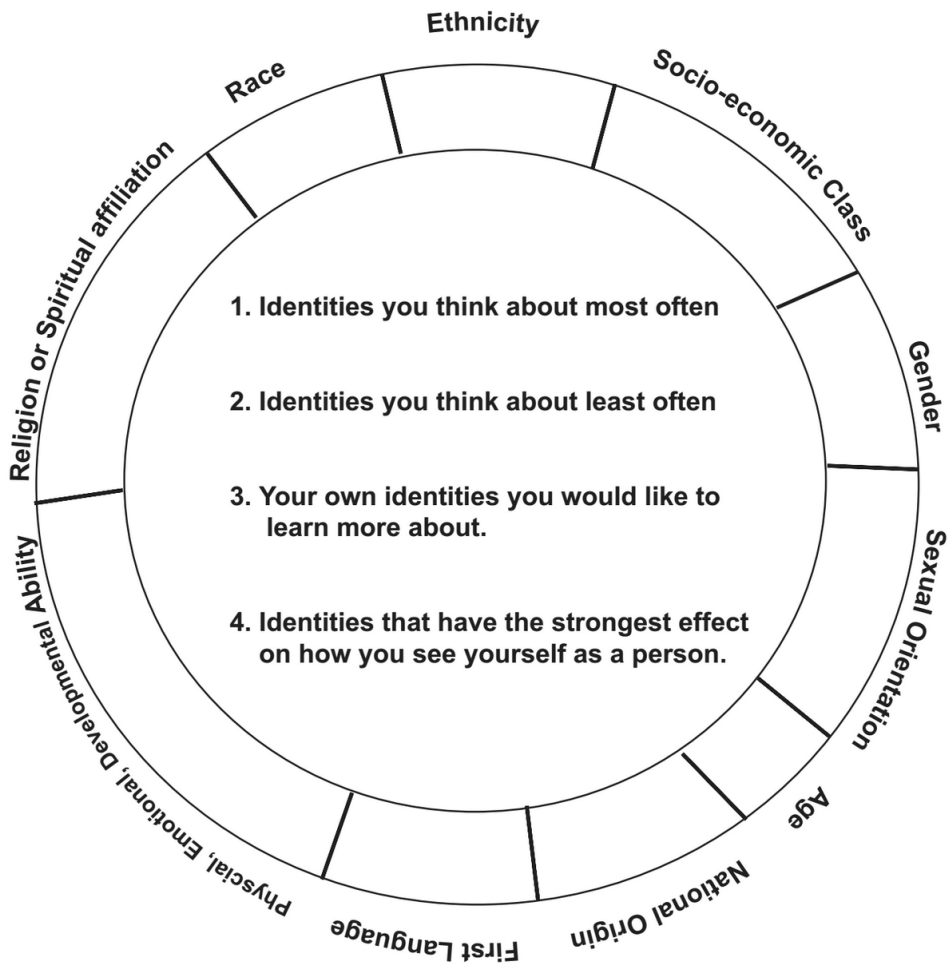 Ethnicity
Socio-economic Class
Gender
Sexual Orientation
Age
National Origin
First Language
Physcial, Emotional, Developmental Ability
Religion or Spiritual affiliation
Race
1. Identities you think about most often
2. Identities you think about least often
3. Your own identities you would like to
learn more about.
4. Identities that have the strongest effect
on how you see yourself as a person.